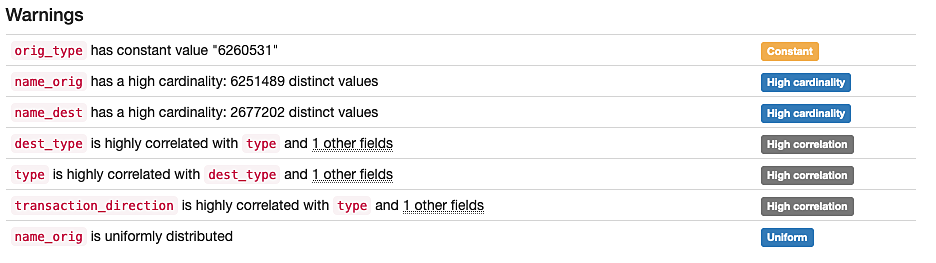 Warnings
orig_type has constant value "6260531" Constant
name_orig has a high cardinality: 6251489 distinct values High cardinality
name_dest has a high cardinality: 2677202 distinct values High cardinality
dest_type is highly correlated with type and 1 other fields High correlation
type is highly correlated with dest_type and 1 other fields High correlation
transaction_direction is highly correlated with type and 1 other fields High correlation
name_orig is uniformly distributed Uniform